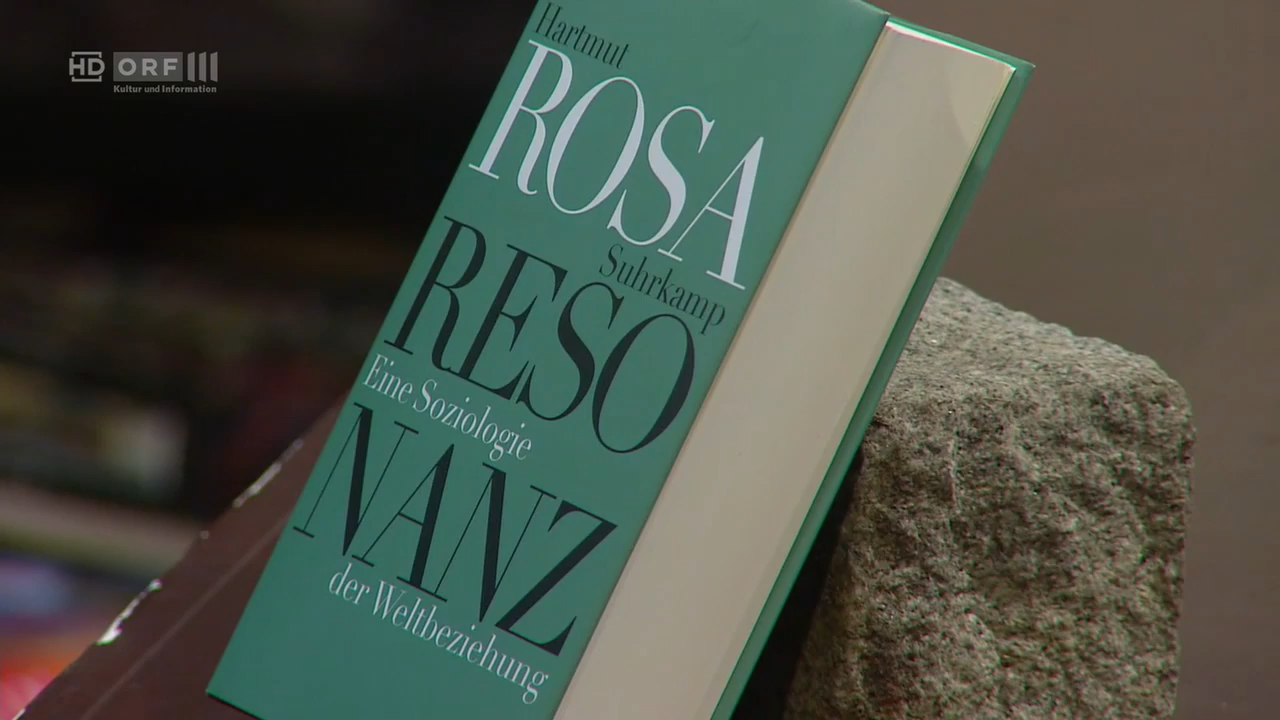 HD ORF III
Kultur und Information
Hartmut
ROSA
Suhrkamp
RESO
Eine Soziologie
NANZ
der Weltbeziehung